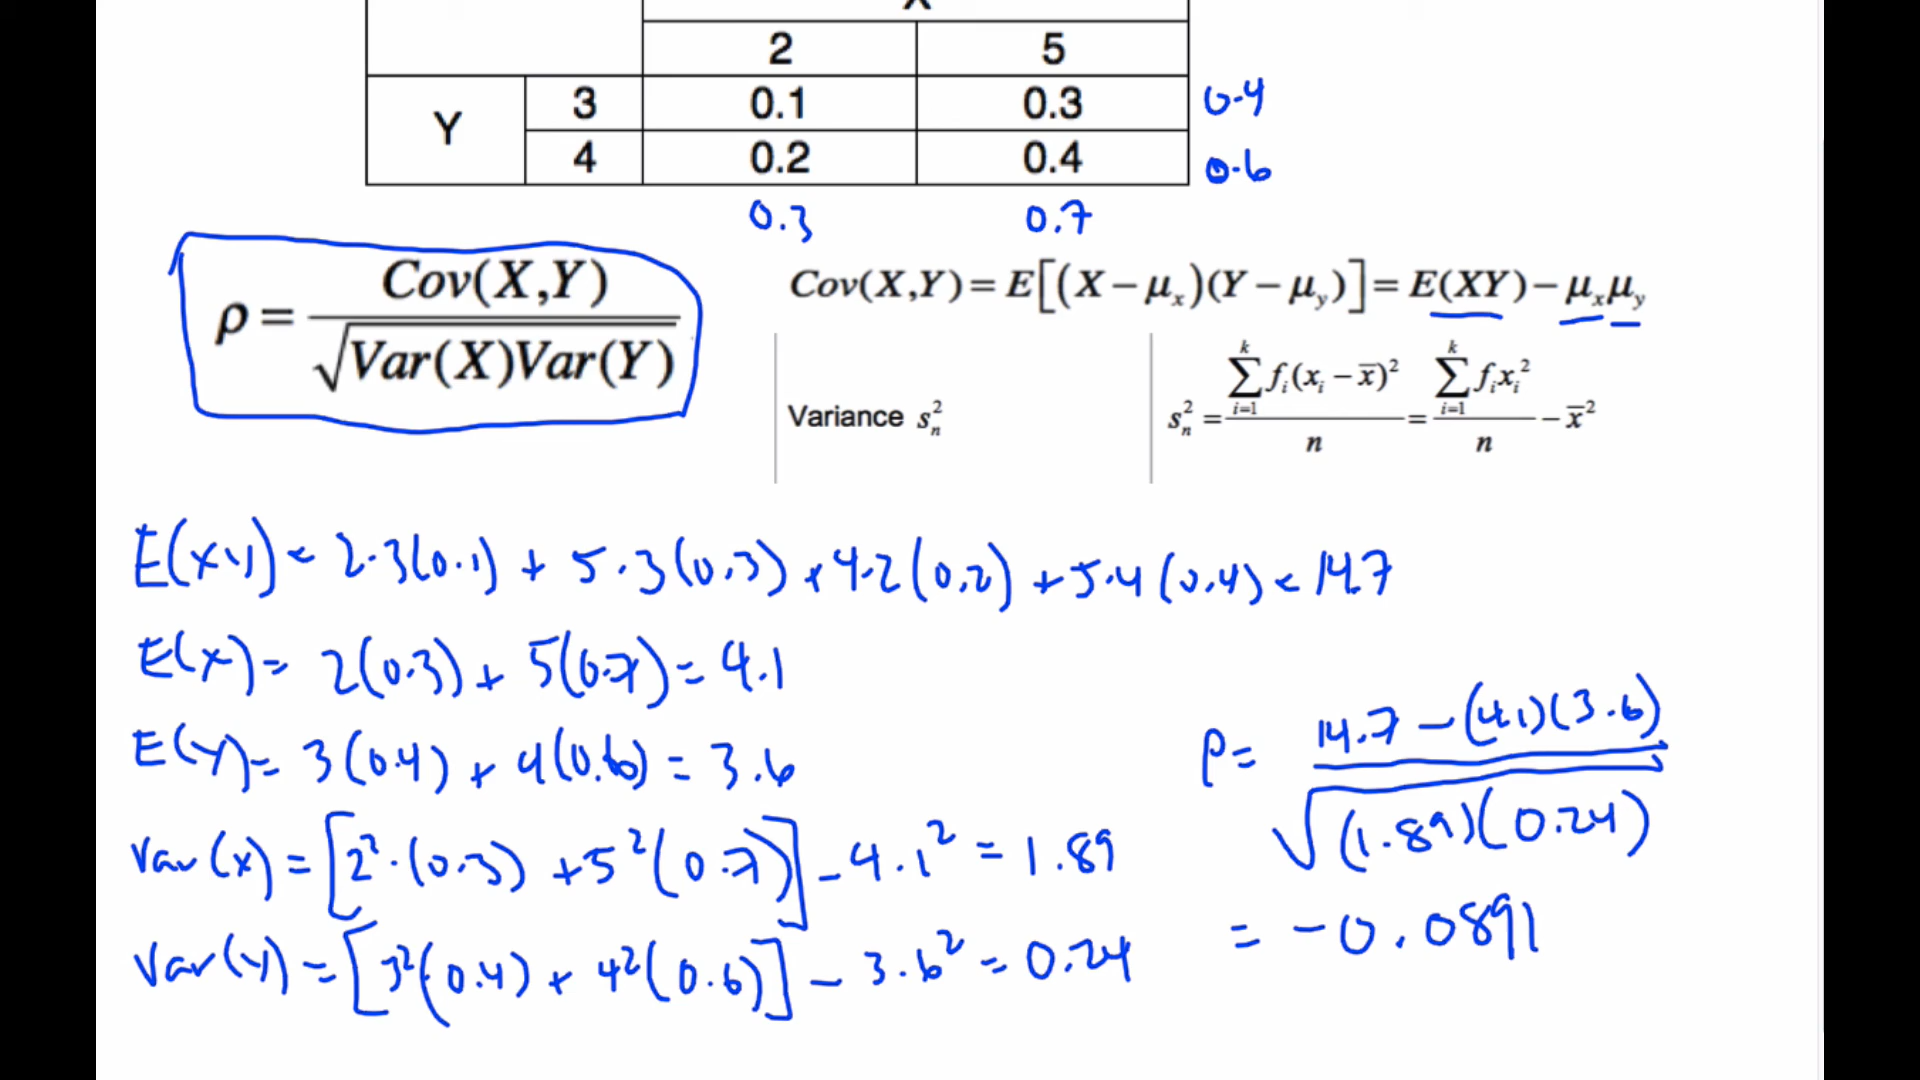 X
2 5
Y 3 0.1 0.3 0.4
4 0.2 0.4 0.6
0.3 0.7
ρ = Cov(X,Y) / √Var(X)Var(Y)
Cov(X,Y) = E[(X − μx)(Y − μy)] = E(XY) − μxμy
Variance sn² sn² = ∑i=1k fi(xi − x̄)² / n = ∑i=1k fixi² / n − x̄²
E(XY) = 2·3(0.1) + 5·3(0.3) + 4·2(0.2) + 5·4(0.4) = 14.7
E(X) = 2(0.3) + 5(0.7) = 4.1
E(Y) = 3(0.4) + 4(0.6) = 3.6
Var(X) = [2²·(0.3) + 5²(0.7)] − 4.1² = 1.89
Var(Y) = [3²(0.4) + 4²(0.6)] − 3.6² = 0.24
ρ = 14.7 − (4.1)(3.6) / √(1.89)(0.24)
= −0.0891